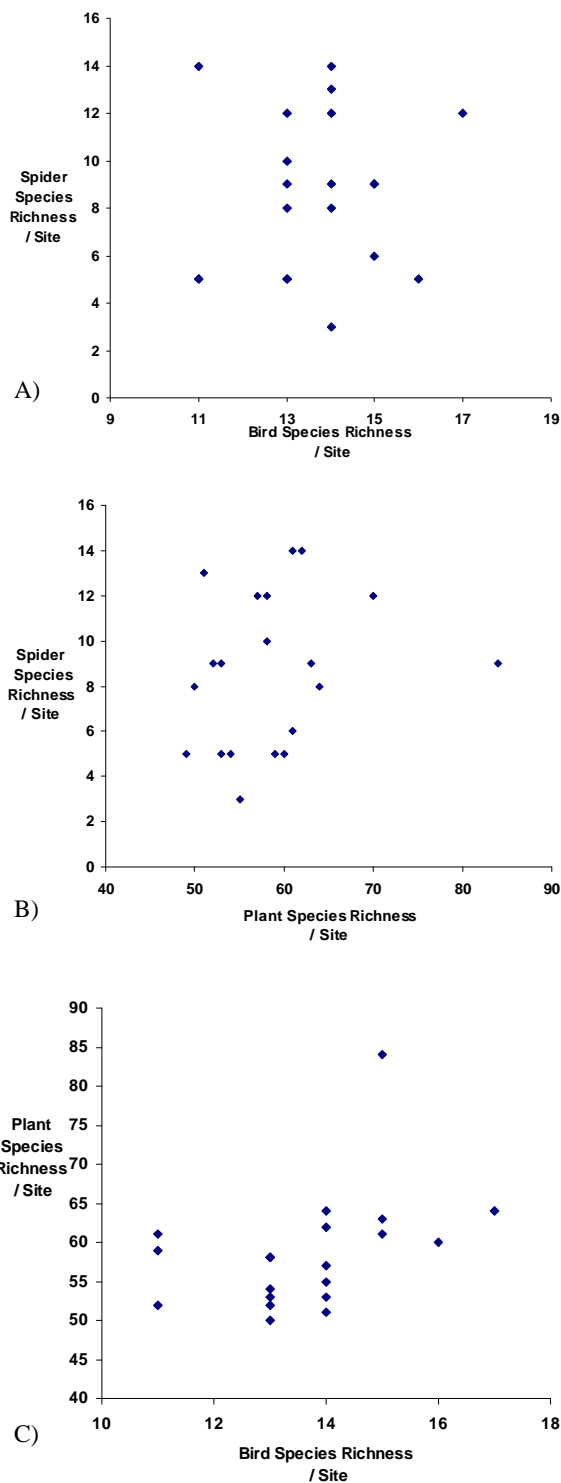 16
14
12
10
8
6
4
2
0
Spider
Species
Richness
/ Site
9 11 13 15 17 19
Bird Species Richness
/ Site
A)
16
14
12
10
8
6
4
2
0
Spider
Species
Richness
/ Site
40 50 60 70 80 90
Plant Species Richness
/ Site
B)
90
85
80
75
70
65
60
55
50
45
40
Plant
Species
Richness
/ Site
10 12 14 16 18
Bird Species Richness
/ Site
C)